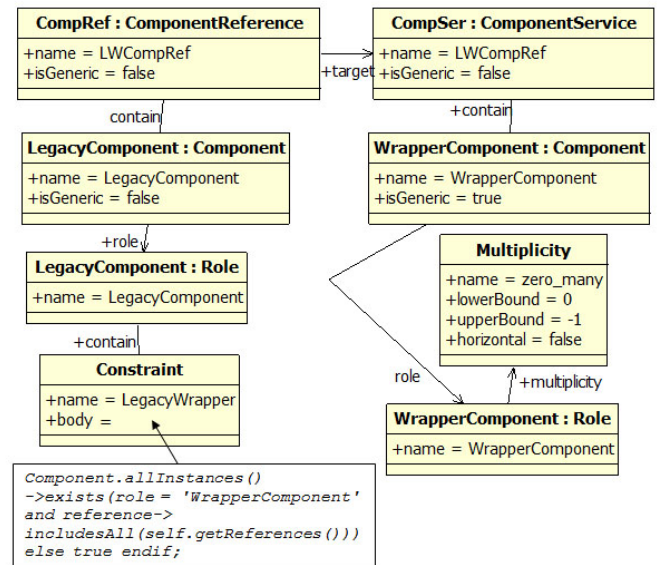 CompRef : ComponentReference
+name = LWCompRef
+isGeneric = false
+target
CompSer : ComponentService
+name = LWCompRef
+isGeneric = false
contain
+contain
LegacyComponent : Component
+name = LegacyComponent
+isGeneric = false
WrapperComponent : Component
+name = WrapperComponent
+isGeneric = true
+role
LegacyComponent : Role
+name = LegacyComponent
Multiplicity
+name = zero_many
+lowerBound = 0
+upperBound = -1
+horizontal = false
+contain
Constraint
+name = LegacyWrapper
+body =
role
+multiplicity
WrapperComponent : Role
+name = WrapperComponent
Component.allInstances()
->exists(role = 'WrapperComponent'
and reference->
includesAll(self.getReferences()))
else true endif;